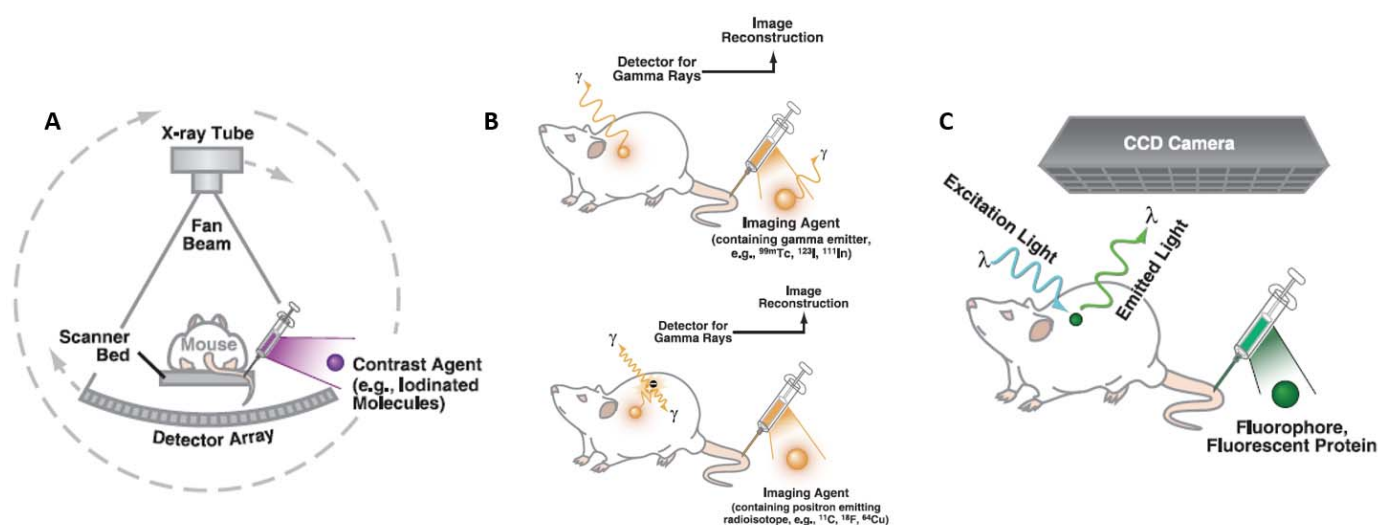 A
X-ray Tube
Fan
Beam
Scanner
Bed
Mouse
Contrast Agent
(e.g., Iodinated
Molecules)
Detector Array
B
Image
Reconstruction
Detector for
Gamma Rays
γ
γ
Imaging Agent
(containing gamma emitter,
e.g., ⁹⁹ᵐTc, ¹²³I, ¹¹¹In)
Image
Reconstruction
Detector for
Gamma Rays
γ
γ
Imaging Agent
(containing positron emitting
radioisotope, e.g., ¹¹C, ¹⁸F, ⁶⁴Cu)
C
CCD Camera
Excitation Light
λ
λ
Emitted Light
Fluorophore,
Fluorescent Protein